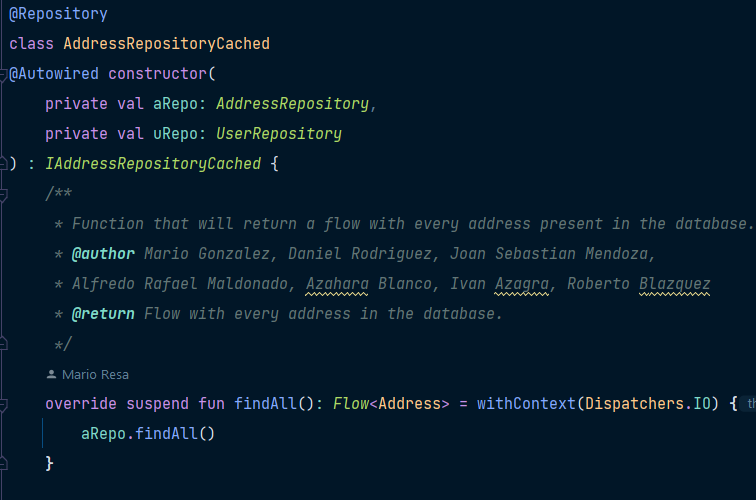 @Repository
class AddressRepositoryCached
@Autowired constructor(
    private val aRepo: AddressRepository,
    private val uRepo: UserRepository
) : IAddressRepositoryCached {
    /**
     * Function that will return a flow with every address present in the database.
     * @author Mario Gonzalez, Daniel Rodriguez, Joan Sebastian Mendoza,
     * Alfredo Rafael Maldonado, Azahara Blanco, Ivan Azagra, Roberto Blazquez
     * @return Flow with every address in the database.
     */
    Mario Resa
    override suspend fun findAll(): Flow<Address> = withContext(Dispatchers.IO) {
        aRepo.findAll()
    }